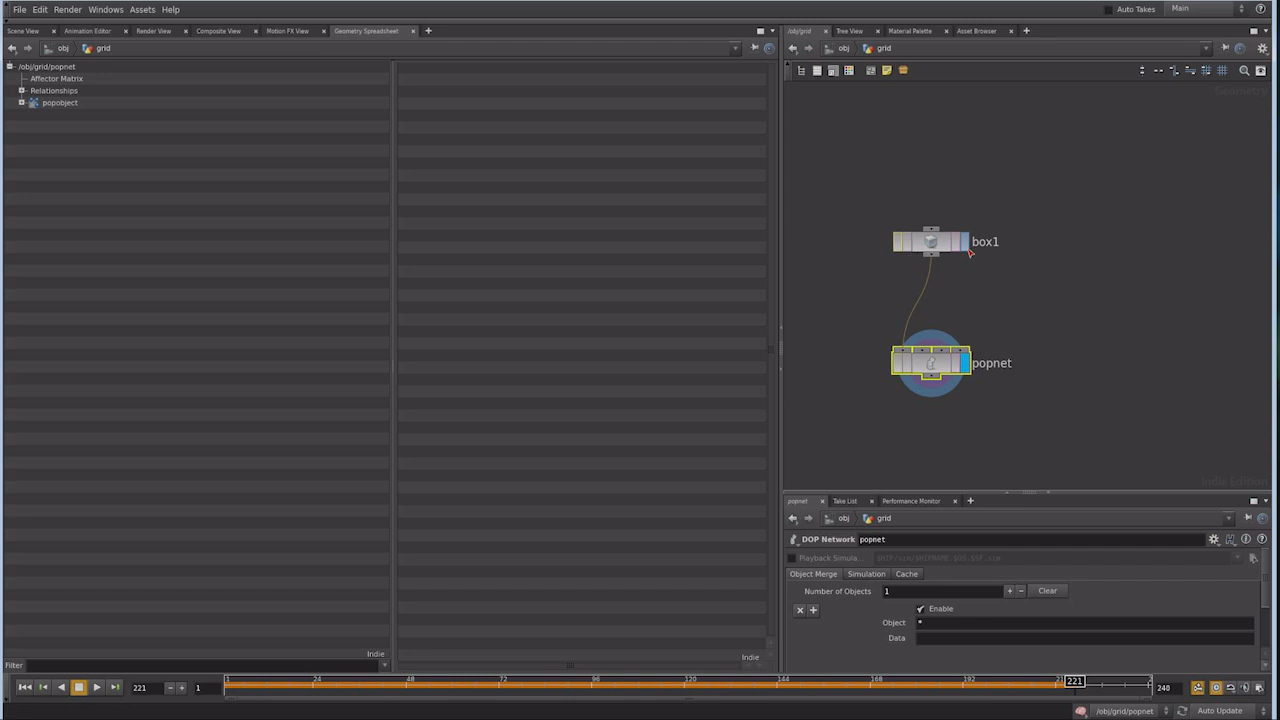 File Edit Render Windows Assets Help
Auto Takes Main
Scene View Animation Editor Render View Composite View Motion FX View Geometry Spreadsheet
/obj/grid Tree View Material Palette Asset Browser
obj grid
obj grid
/obj/grid/popnet
Affector Matrix
Relationships
popobject
Geometry
box1
popnet
Indie Edition
popnet Take List Performance Monitor
obj grid
DOP Network popnet
Playback Simula...
Object Merge Simulation Cache
Number of Objects 1 Clear
Enable
Object *
Data
Indie
Indie
Filter
221 1 1 24 48 72 96 120 144 168 192 221 240
/obj/grid/popnet Auto Update